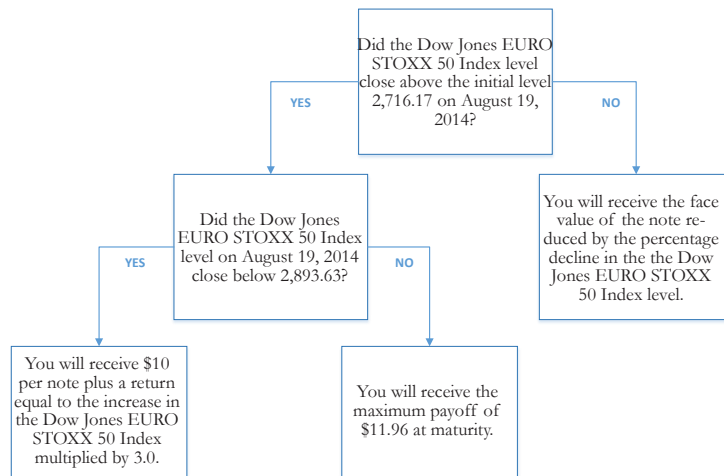 Did the Dow Jones EURO
STOXX 50 Index level
close above the initial level
2,716.17 on August 19,
2014?
YES
NO
Did the Dow Jones
EURO STOXX 50 Index
level on August 19, 2014
close below 2,893.63?
You will receive the face
value of the note re-
duced by the percentage
decline in the the Dow
Jones EURO STOXX
50 Index level.
YES
NO
You will receive $10
per note plus a return
equal to the increase in
the Dow Jones EURO
STOXX 50 Index
multiplied by 3.0.
You will receive the
maximum payoff of
$11.96 at maturity.